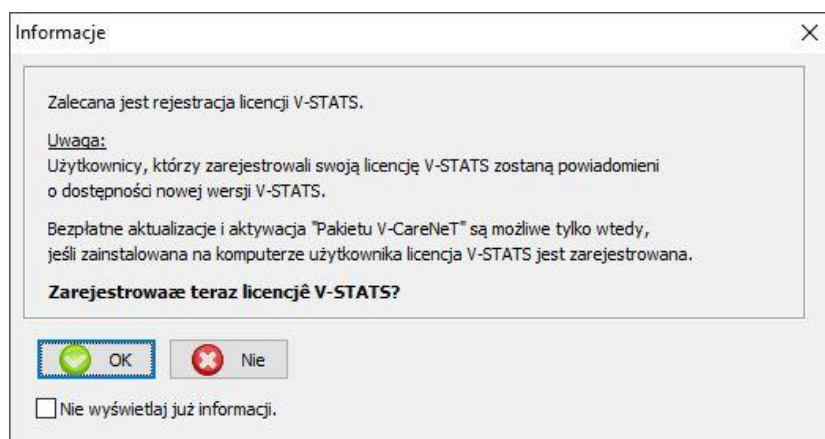 Informacje
Zalecana jest rejestracja licencji V-STATS.
Uwaga:
Użytkownicy, którzy zarejestrowali swoją licencję V-STATS zostaną powiadomieni
o dostępności nowej wersji V-STATS.
Bezpłatne aktualizacje i aktywacja "Pakietu V-CareNeT" są możliwe tylko wtedy,
jeśli zainstalowana na komputerze użytkownika licencja V-STATS jest zarejestrowana.
Zarejestrowaæ teraz licencjê V-STATS?
OK
Nie
Nie wyświetlaj już informacji.